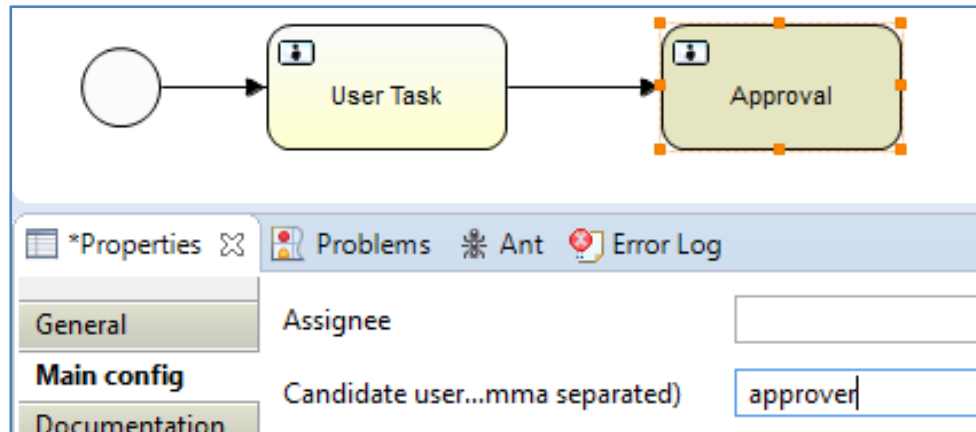 User Task
Approval
*Properties Problems Ant Error Log
General
Assignee
Main config
Candidate user...mma separated)
approver
Documentation